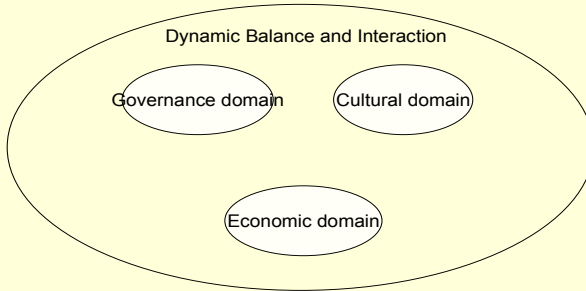 Dynamic Balance and Interaction
Governance domain
Cultural domain
Economic domain